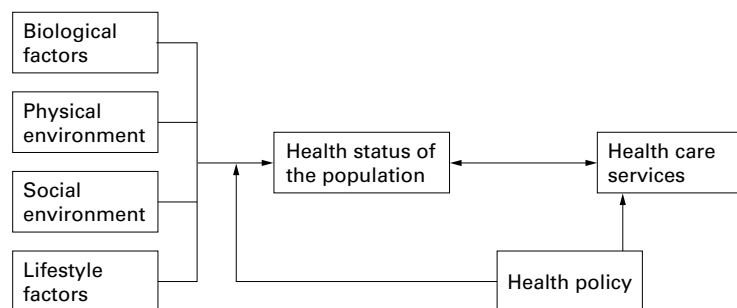 Biological
factors
Physical
environment
Social
environment
Lifestyle
factors
Health status of
the population
Health care
services
Health policy